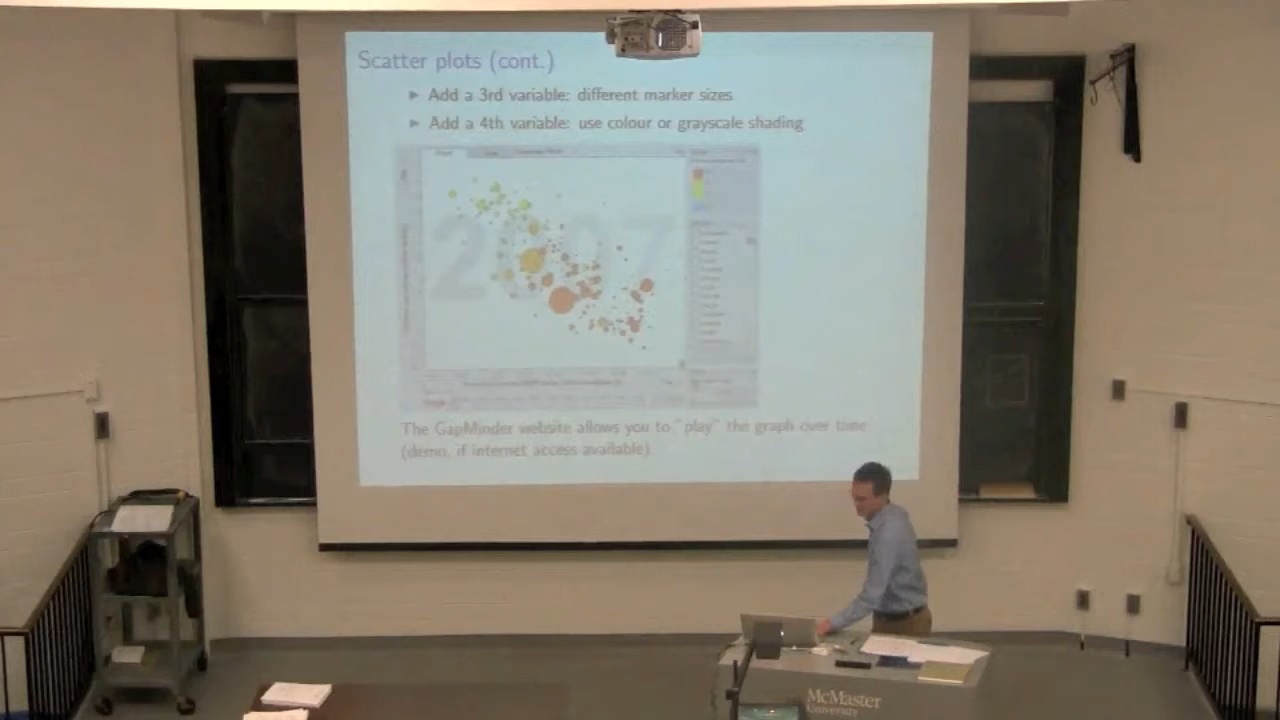 Scatter plots (cont.)
Add a 3rd variable: different marker sizes
Add a 4th variable: use colour or grayscale shading
2007
The GapMinder website allows you to "play" the graph over time
(demo, if internet access available)
McMaster
University